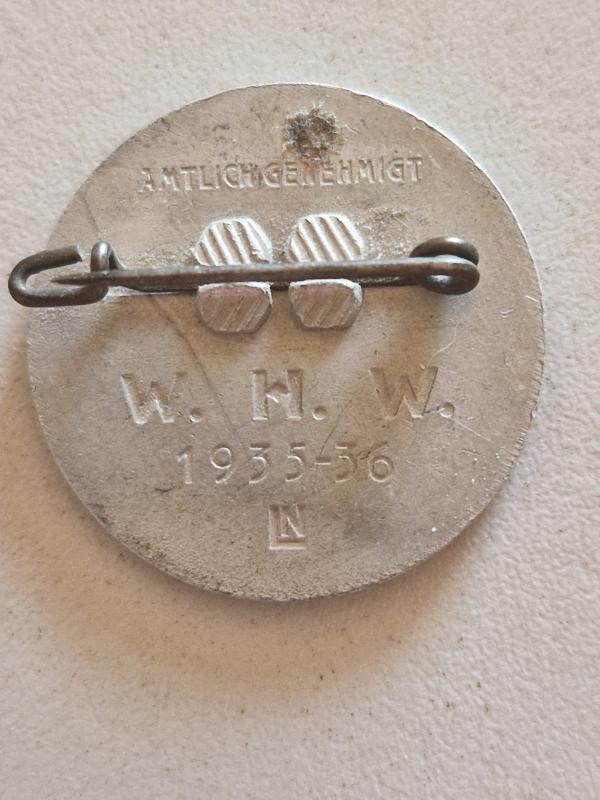 AMTLICH GENEHMIGT
W. H. W.
1935-36
LN